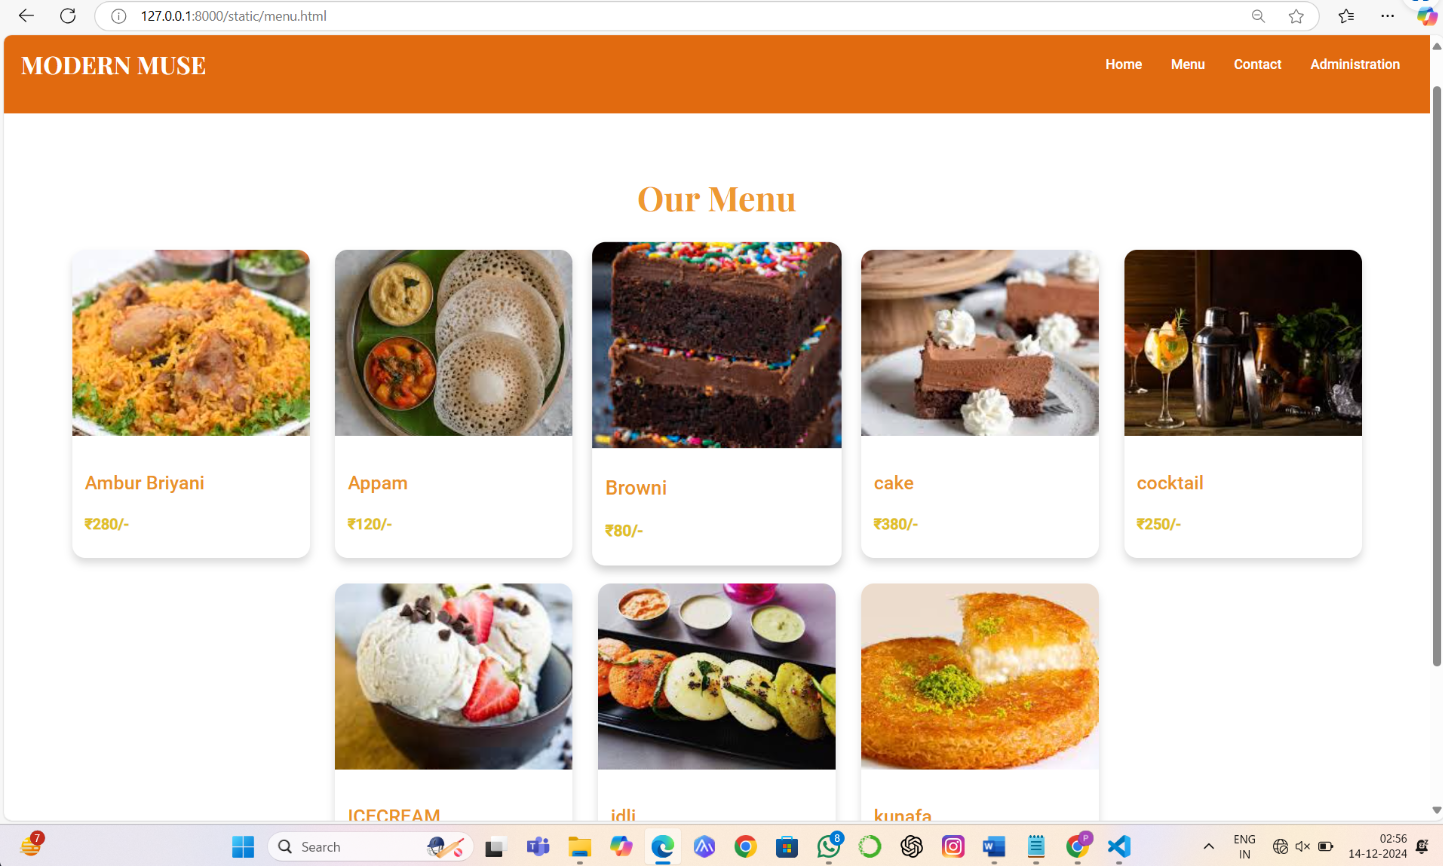 127.0.0.1:8000/static/menu.html
MODERN MUSE
Home Menu Contact Administration
Our Menu
Ambur Briyani
₹280/-
Appam
₹120/-
Browni
₹80/-
cake
₹380/-
cocktail
₹250/-
ICECREAM
idli
kunafa
7
Search
8
P
ENG
IN
02:56
14-12-2024